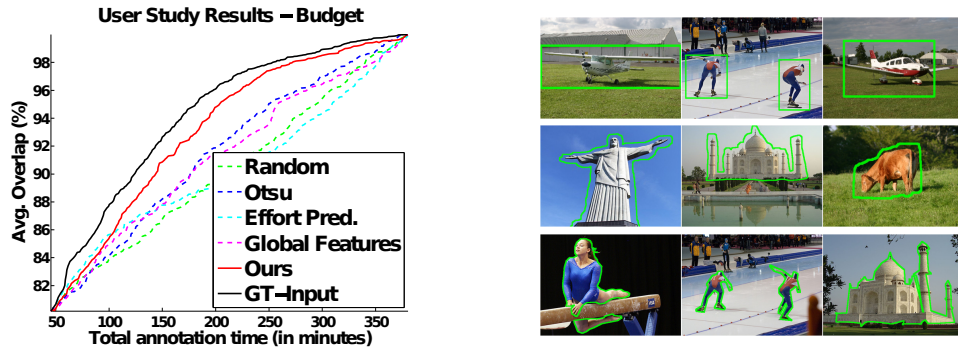 User Study Results – Budget
Avg. Overlap (%)
98
96
94
92
90
88
86
84
82
Random
Otsu
Effort Pred.
Global Features
Ours
GT–Input
50 100 150 200 250 300 350
Total annotation time (in minutes)